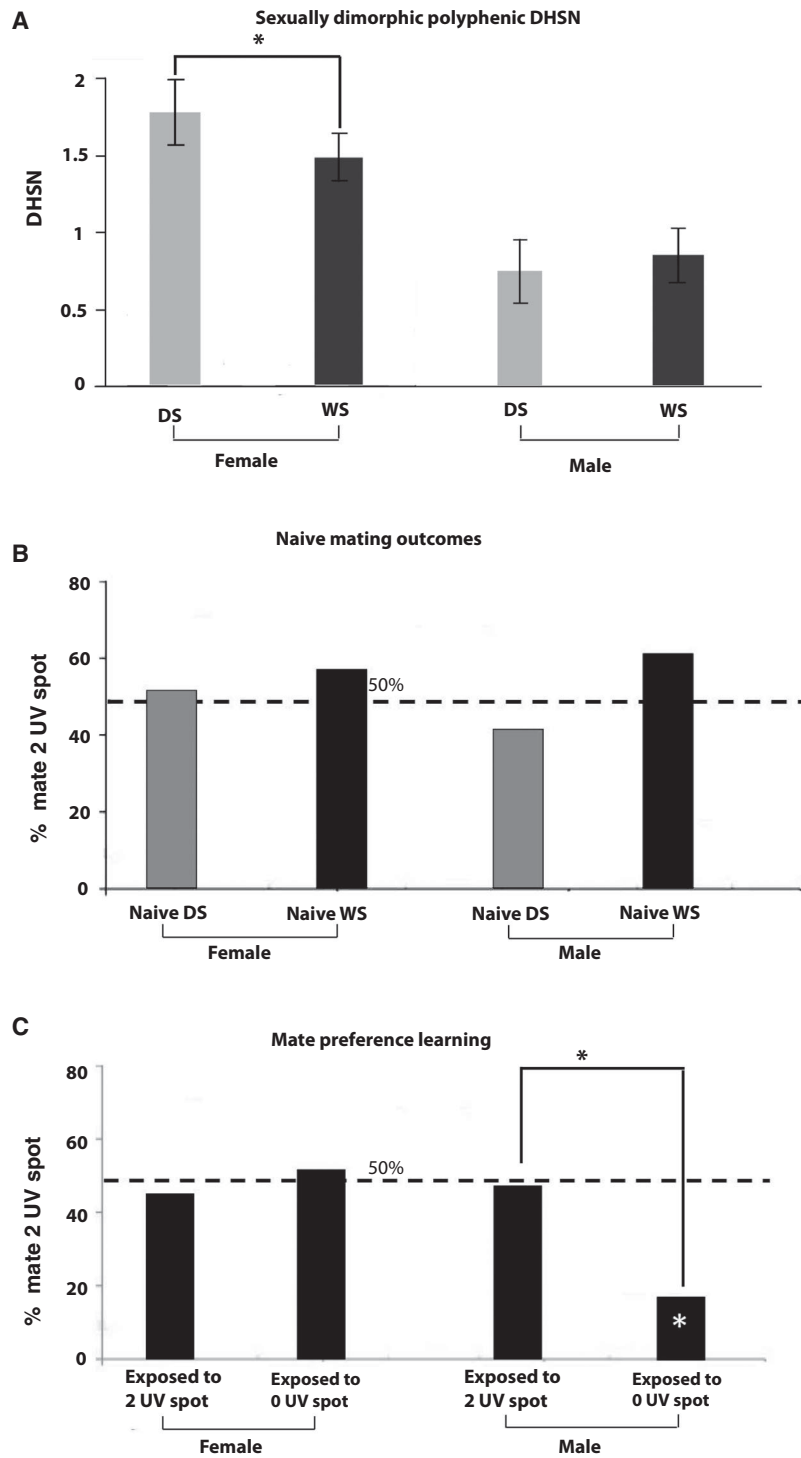 A
Sexually dimorphic polyphenic DHSN
*
2
1.5
1
0.5
0
DHSN
DS
WS
DS
WS
Female
Male
B
Naive mating outcomes
80
60
40
20
0
% mate 2 UV spot
50%
Naive DS
Naive WS
Naive DS
Naive WS
Female
Male
C
Mate preference learning
*
80
60
40
20
0
% mate 2 UV spot
50%
*
Exposed to
2 UV spot
Exposed to
0 UV spot
Exposed to
2 UV spot
Exposed to
0 UV spot
Female
Male